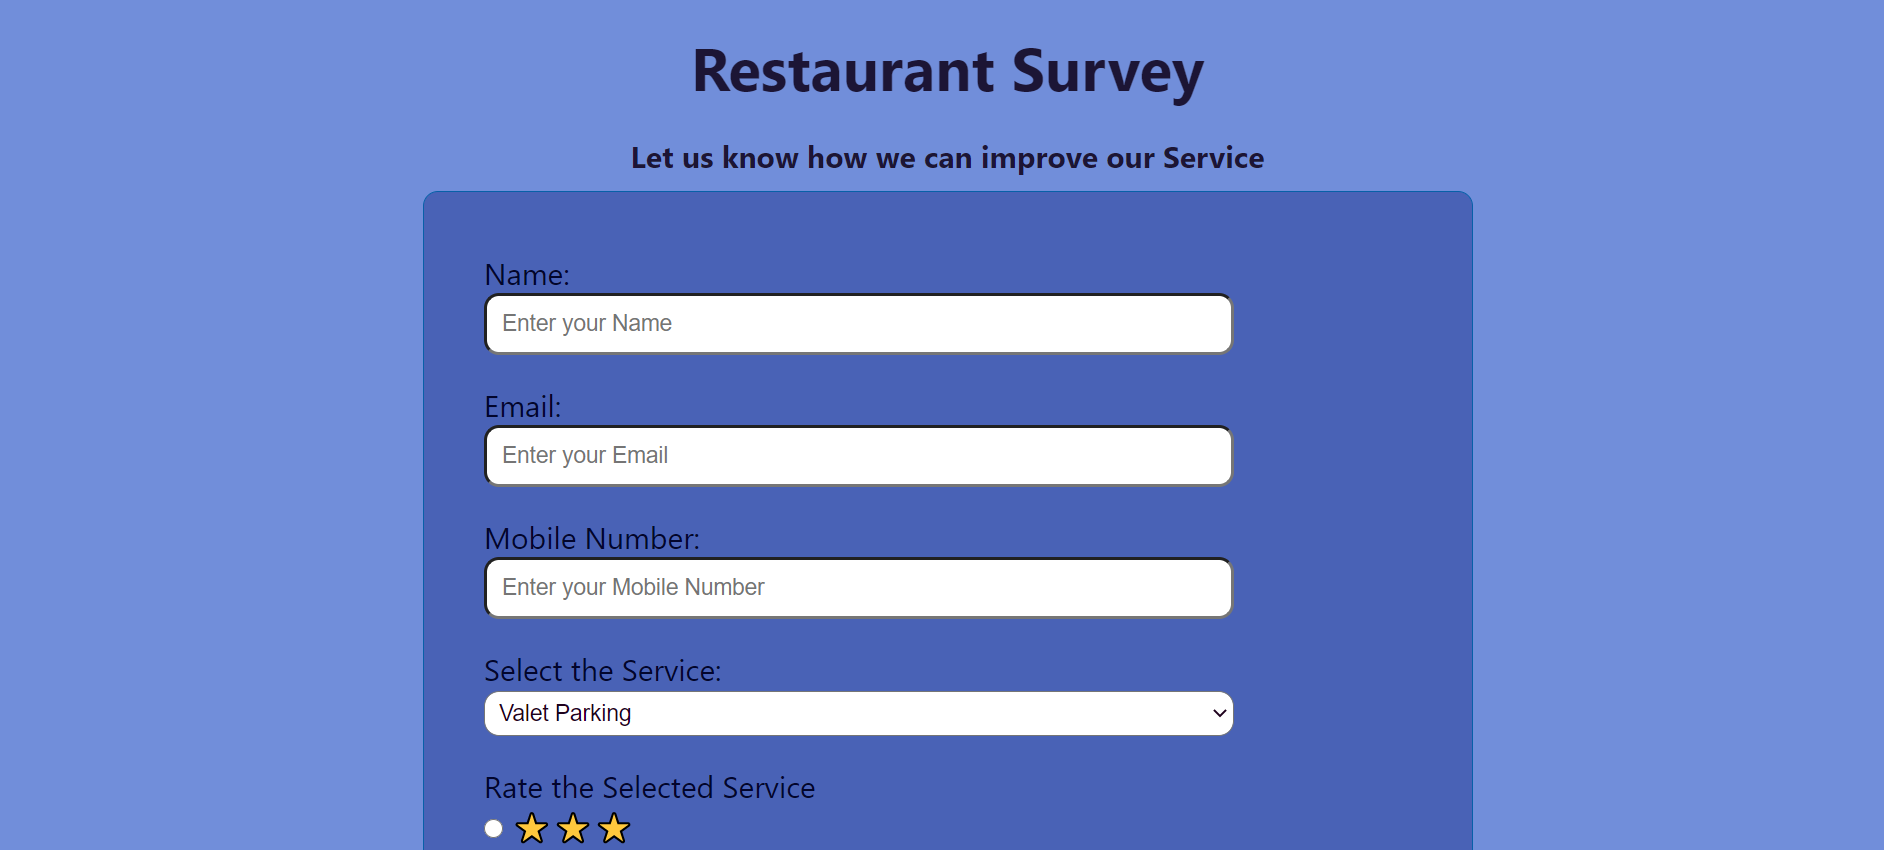 Restaurant Survey
Let us know how we can improve our Service
Name:
Enter your Name
Email:
Enter your Email
Mobile Number:
Enter your Mobile Number
Select the Service:
Valet Parking
Rate the Selected Service